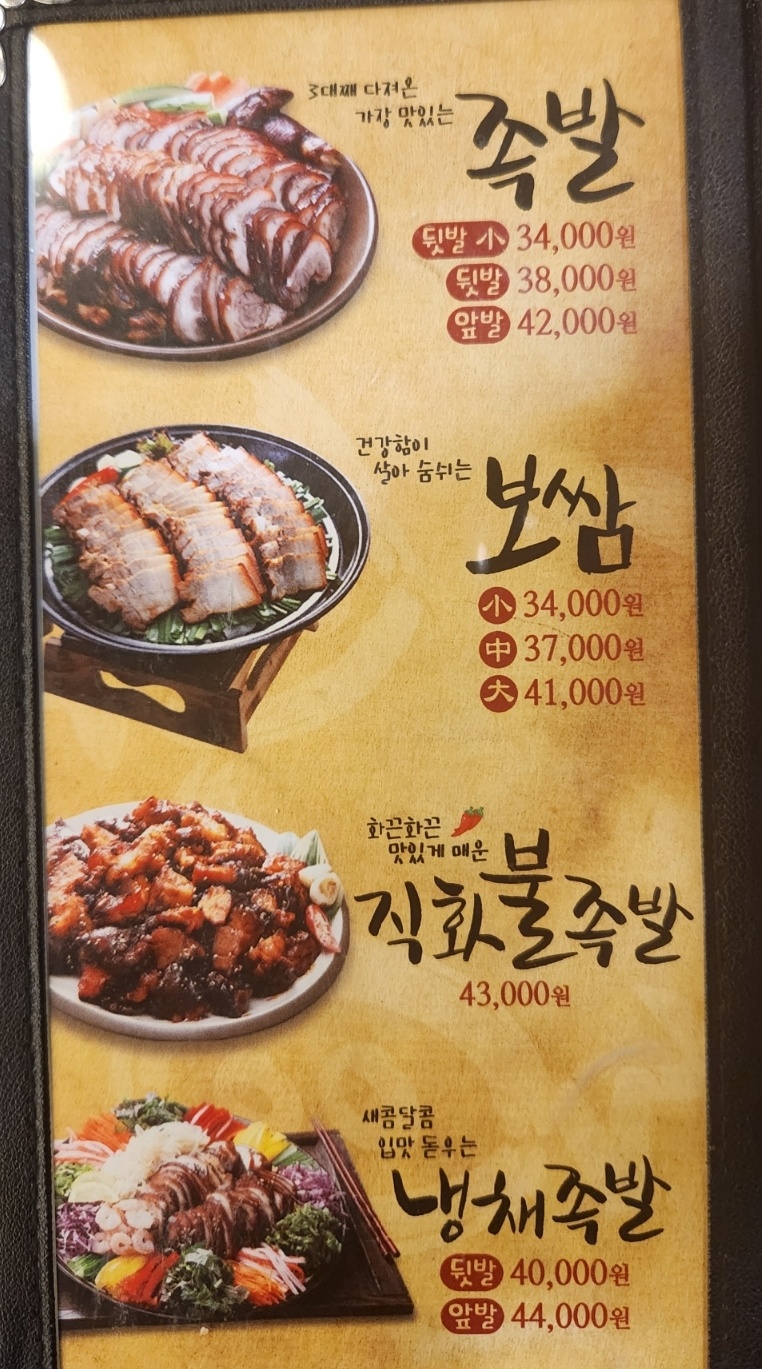 3대째 다져온
가장 맛있는
족발
뒷발 小 34,000원
뒷발 38,000원
앞발 42,000원
건강함이
살아 숨쉬는
보쌈
小 34,000원
中 37,000원
大 41,000원
화끈화끈
맛있게 매운
직화불족발
43,000원
새콤달콤
입맛 돋우는
냉채족발
뒷발 40,000원
앞발 44,000원